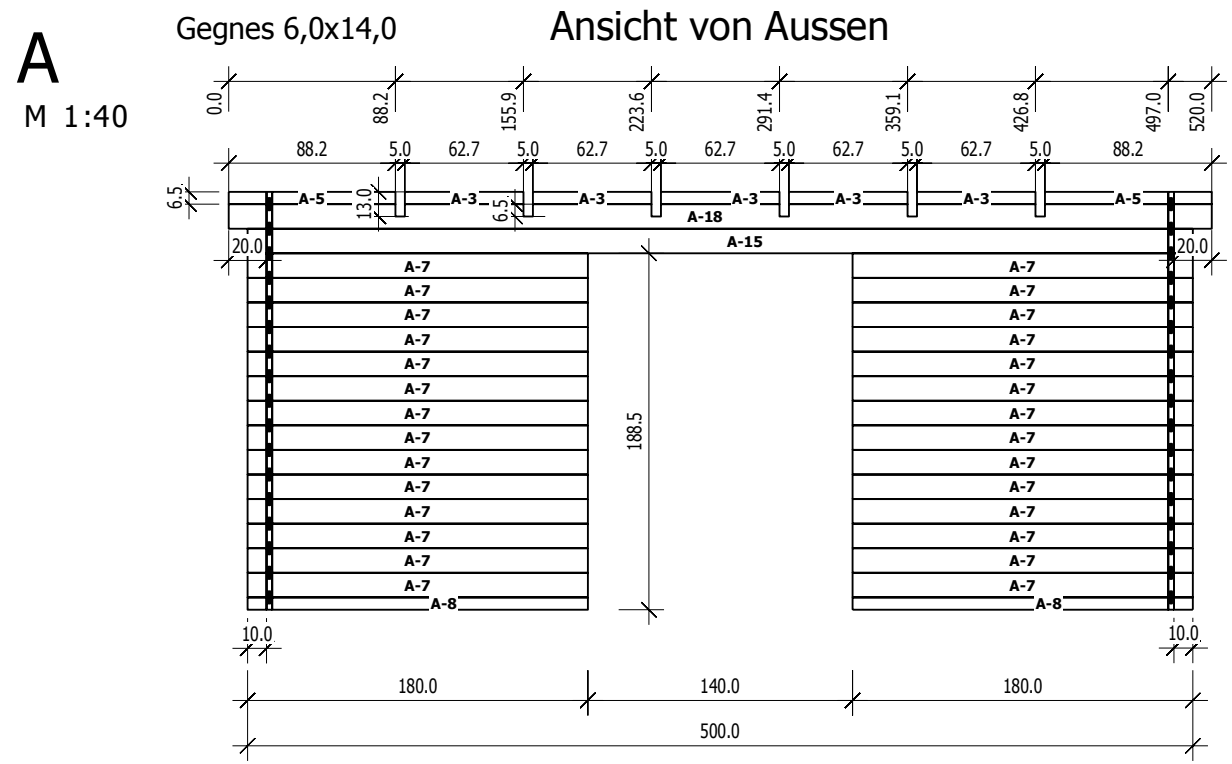 Gegnes 6,0x14,0 Ansicht von Aussen
A
M 1:40
0.0 88.2 155.9 223.6 291.4 359.1 426.8 497.0 520.0
88.2 5.0 62.7 5.0 62.7 5.0 62.7 5.0 62.7 5.0 62.7 5.0 88.2
6.5 A-5 13.0 A-3 6.5 A-3 A-3 A-3 A-3 A-5
A-18
20.0 A-15 20.0
A-7 A-7
A-7 A-7
A-7 A-7
A-7 A-7
A-7 A-7
A-7 A-7
A-7 A-7
A-7 188.5 A-7
A-7 A-7
A-7 A-7
A-7 A-7
A-7 A-7
A-7 A-7
A-7 A-7
A-8 A-8
10.0 10.0
180.0 140.0 180.0
500.0